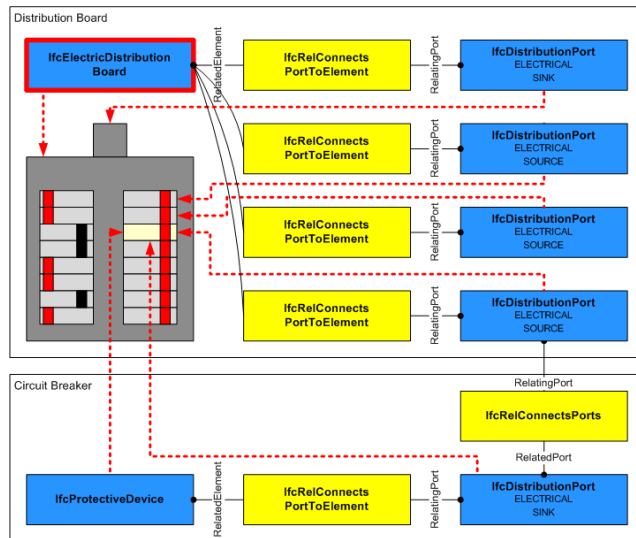 Distribution Board
IfcElectricDistribution
Board
RelatedElement
IfcRelConnects
PortToElement
RelatingPort
IfcDistributionPort
ELECTRICAL
SINK
IfcRelConnects
PortToElement
RelatingPort
IfcDistributionPort
ELECTRICAL
SOURCE
IfcRelConnects
PortToElement
RelatingPort
IfcDistributionPort
ELECTRICAL
SOURCE
IfcRelConnects
PortToElement
RelatingPort
IfcDistributionPort
ELECTRICAL
SOURCE
Circuit Breaker
RelatingPort
IfcRelConnectsPorts
RelatedPort
IfcProtectiveDevice
RelatedElement
IfcRelConnects
PortToElement
RelatingPort
IfcDistributionPort
ELECTRICAL
SINK